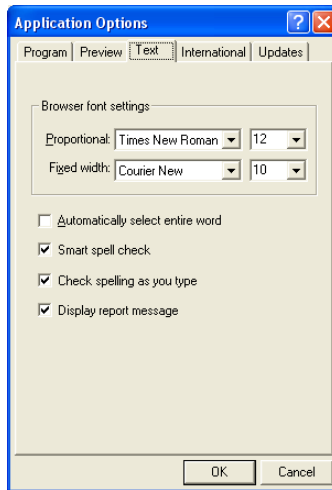 Application Options
Program Preview Text International Updates
Browser font settings
Proportional: Times New Roman 12
Fixed width: Courier New 10
Automatically select entire word
Smart spell check
Check spelling as you type
Display report message
OK Cancel